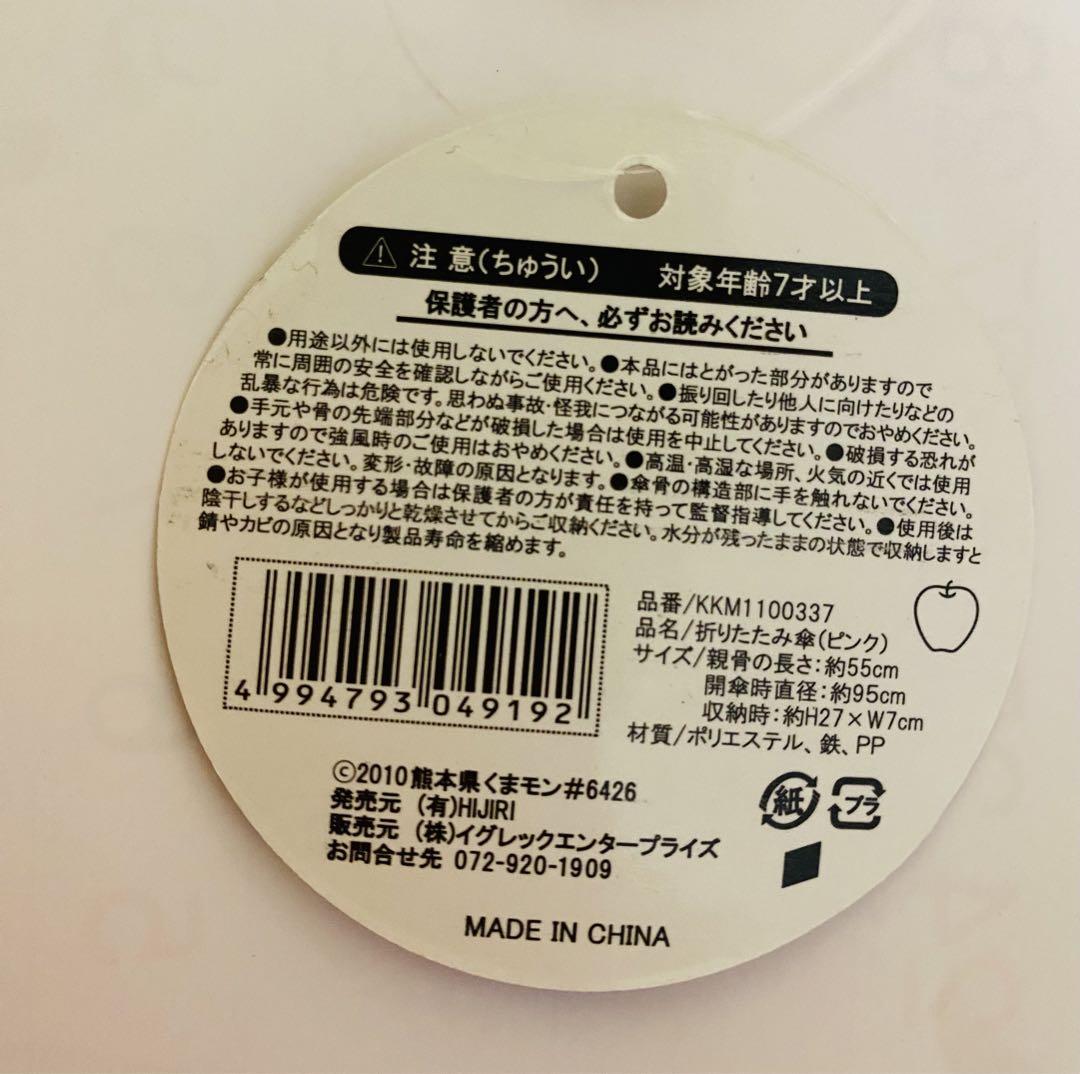 ⚠ 注意(ちゅうい) 対象年齢7才以上
保護者の方へ、必ずお読みください
●用途以外には使用しないでください。●本品にはとがった部分がありますので
常に周囲の安全を確認しながらご使用ください。●振り回したり他人に向けたりなどの
乱暴な行為は危険です。思わぬ事故・怪我につながる可能性がありますのでおやめください。
●手元や骨の先端部分などが破損した場合は使用を中止してください。●破損する恐れが
ありますので強風時のご使用はおやめください。●高温・高湿な場所、火気の近くでは使用
しないでください。変形・故障の原因となります。●傘骨の構造部に手を触れないでください。
●お子様が使用する場合は保護者の方が責任を持って監督指導してください。●使用後は
陰干しするなどしっかりと乾燥させてからご収納ください。水分が残ったままの状態で収納しますと
錆やカビの原因となり製品寿命を縮めます。
4 994793 049192
品番/KKM1100337
品名/折りたたみ傘(ピンク)
サイズ/親骨の長さ:約55cm
開傘時直径:約95cm
収納時:約H27×W7cm
材質/ポリエステル、鉄、PP
©2010熊本県くまモン#6426
発売元 (有)HIJIRI
販売元 (株)イグレックエンタープライズ
お問合せ先 072-920-1909
紙 プラ
MADE IN CHINA